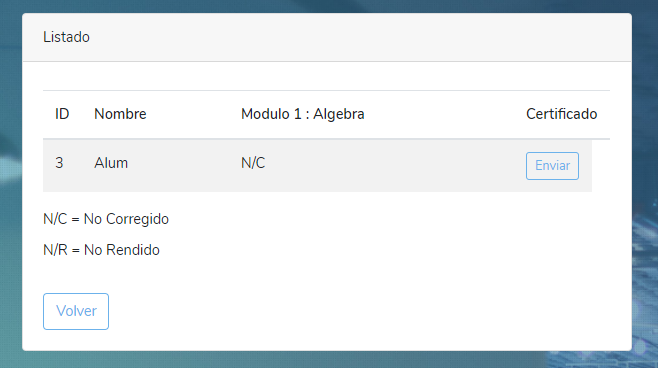 Listado
ID Nombre Modulo 1 : Algebra Certificado
3 Alum N/C Enviar
N/C = No Corregido
N/R = No Rendido
Volver